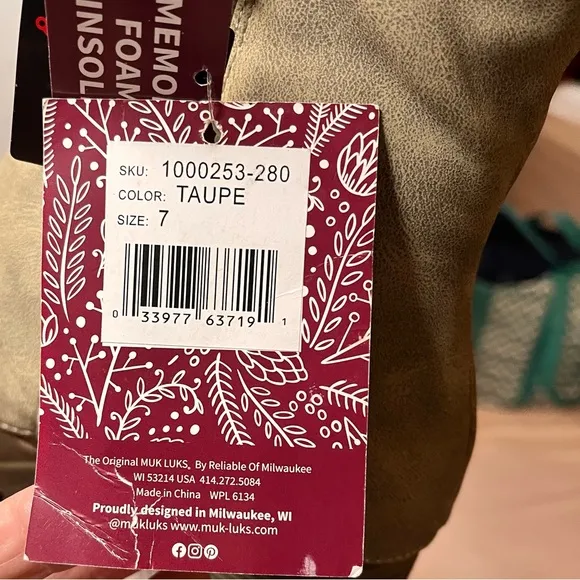 MEMO
FOAM
INSOL
SKU: 1000253-280
COLOR: TAUPE
SIZE: 7
0 33977 63719 1
The Original MUK LUKS, By Reliable Of Milwaukee
WI 53214 USA 414.272.5084
Made in China WPL 6134
Proudly designed in Milwaukee, WI
@mukluks www.muk-luks.com